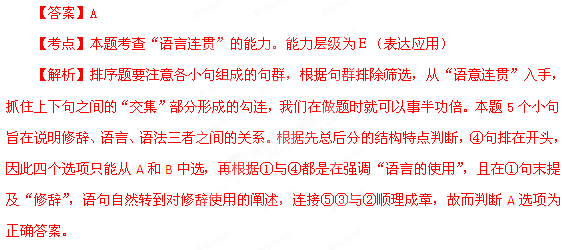 【答案】A
【考点】本题考查“语言连贯”的能力。能力层级为E（表达应用）
【解析】排序题要注意各小句组成的句群，根据句群排除筛选，从“语意连贯”入手，
抓住上下句之间的“交集”部分形成的勾连，我们在做题时就可以事半功倍。本题5个小句
旨在说明修辞、语言、语法三者之间的关系。根据先总后分的结构特点判断，④句排在开头，
因此四个选项只能从A和B中选，再根据①与④都是在强调“语言的使用”，且在①句末提
及“修辞”，语句自然转到对修辞使用的阐述，连接⑤③与②顺理成章，故而判断A选项为
正确答案。